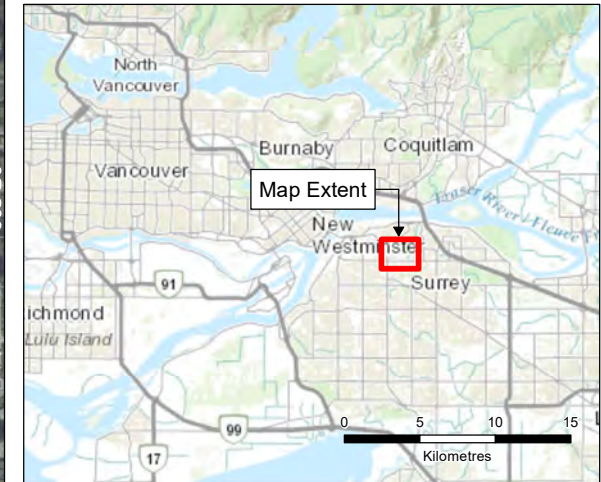 North
Vancouver
Burnaby
Coquitlam
Vancouver
Map Extent
Fraser River / Fleuve F
New
Westminster
91
Surrey
ichmond
Lulu Island
0 5 10 15
Kilometres
L
99
17